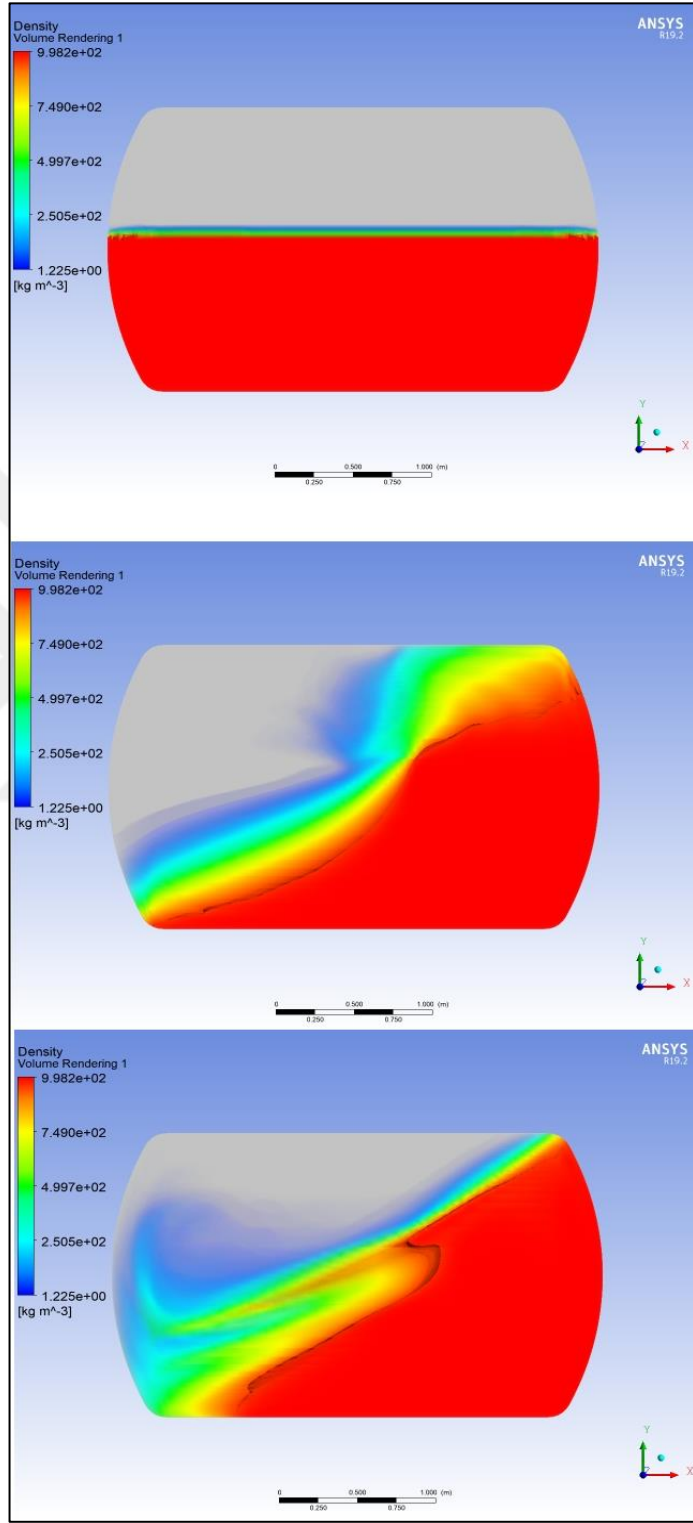 Density
Volume Rendering 1
9.982e+02
7.490e+02
4.997e+02
2.505e+02
1.225e+00
[kg m^-3]
ANSYS
R19.2
Y
X
Z
0 0.500 1.000 (m)
0.250 0.750
Density
Volume Rendering 1
9.982e+02
7.490e+02
4.997e+02
2.505e+02
1.225e+00
[kg m^-3]
ANSYS
R19.2
Y
X
Z
0 0.500 1.000 (m)
0.250 0.750
Density
Volume Rendering 1
9.982e+02
7.490e+02
4.997e+02
2.505e+02
1.225e+00
[kg m^-3]
ANSYS
R19.2
Y
X
Z
0 0.500 1.000 (m)
0.250 0.750